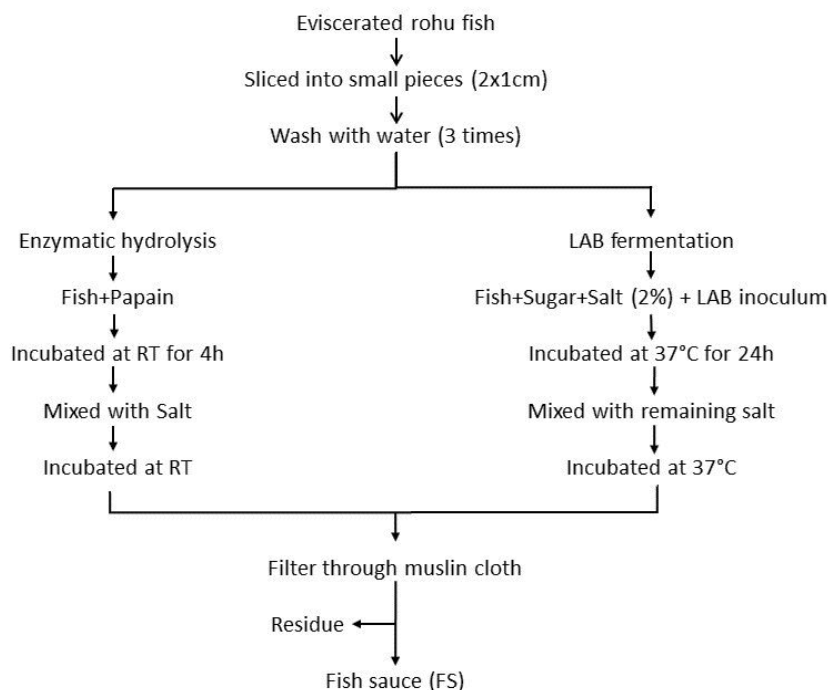 Eviscerated rohu fish
Sliced into small pieces (2x1cm)
Wash with water (3 times)
Enzymatic hydrolysis
Fish+Papain
Incubated at RT for 4h
Mixed with Salt
Incubated at RT
LAB fermentation
Fish+Sugar+Salt (2%) + LAB inoculum
Incubated at 37°C for 24h
Mixed with remaining salt
Incubated at 37°C
Filter through muslin cloth
Residue
Fish sauce (FS)